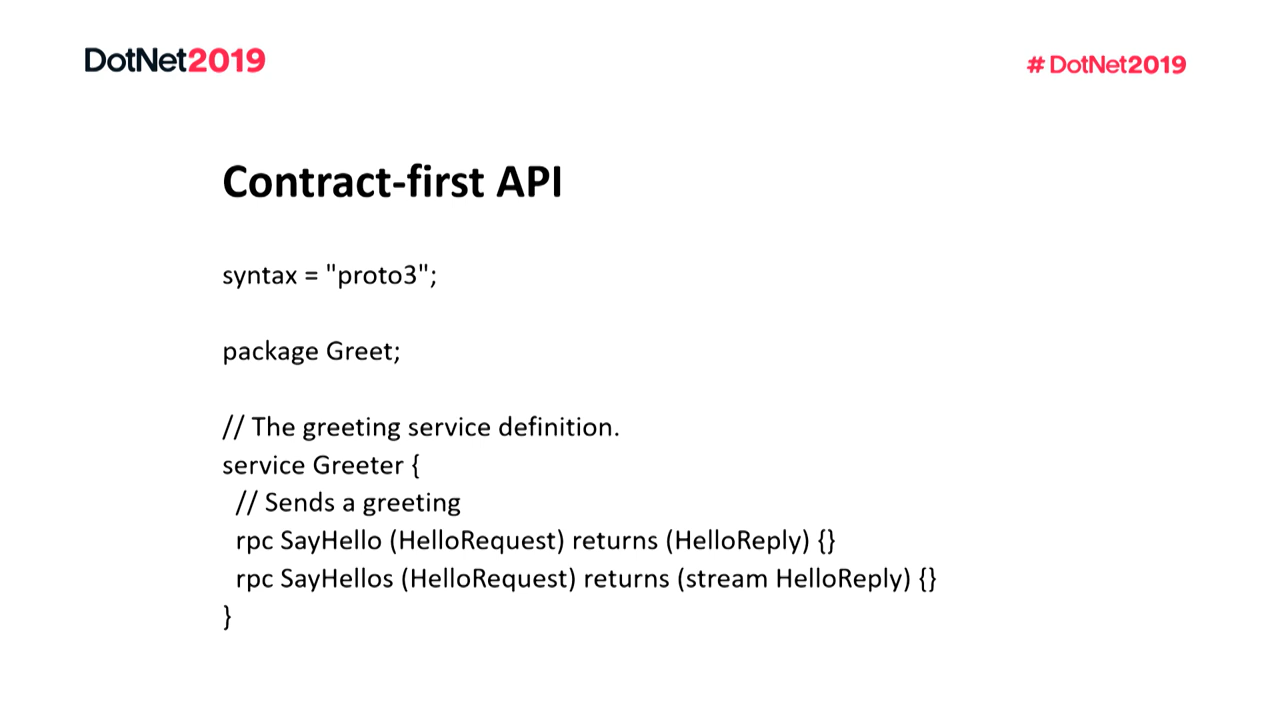 DotNet2019
# DotNet2019
Contract-first API
syntax = "proto3";
package Greet;
// The greeting service definition.
service Greeter {
// Sends a greeting
rpc SayHello (HelloRequest) returns (HelloReply) {}
rpc SayHellos (HelloRequest) returns (stream HelloReply) {}
}